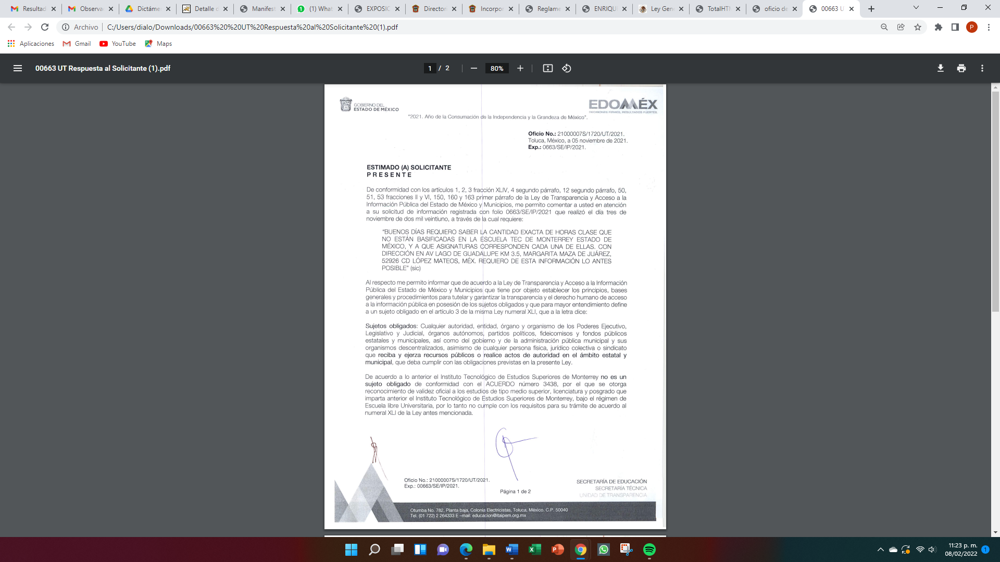 Resultad
Observa
Dictáme
Detalle d
Manifest
(1) What
EXPOSIC
Director
Incorpor
Reglame
ENRIQU
Ley Gen
TotalHTM
oficio de
00663 U
Archivo
C:/Users/dialo/Downloads/00663%20%20UT%20Respuesta%20al%20Solicitante%20(1).pdf
P
Aplicaciones
Gmail
YouTube
Maps
00663 UT Respuesta al Solicitante (1).pdf
1 / 2
80%
GOBIERNO DEL
ESTADO DE MÉXICO
EDOMÉX
DECISIONES FIRMES, RESULTADOS FUERTES.
"2021. Año de la Consumación de la Independencia y la Grandeza de México".
Oficio No.: 21000007S/1720/UT/2021.
Toluca, México, a 05 noviembre de 2021.
Exp.: 0663/SE/IP/2021.
ESTIMADO (A) SOLICITANTE
P R E S E N T E
De conformidad con los artículos 1, 2, 3 fracción XLIV, 4 segundo párrafo, 12 segundo párrafo, 50,
51, 53 fracciones II y VI, 150, 160 y 163 primer párrafo de la Ley de Transparencia y Acceso a la
Información Pública del Estado de México y Municipios, me permito comentar a usted en atención
a su solicitud de información registrada con folio 0663/SE/IP/2021 que realizó el día tres de
noviembre de dos mil veintiuno, a través de la cual requiere:
"BUENOS DÍAS REQUIERO SABER LA CANTIDAD EXACTA DE HORAS CLASE QUE
NO ESTÁN BASIFICADAS EN LA ESCUELA TEC DE MONTERREY ESTADO DE
MÉXICO, Y A QUE ASIGNATURAS CORRESPONDEN CADA UNA DE ELLAS. CON
DIRECCIÓN EN AV LAGO DE GUADALUPE KM 3.5, MARGARITA MAZA DE JUÁREZ,
52926 CD LÓPEZ MATEOS, MÉX. REQUIERO DE ESTA INFORMACIÓN LO ANTES
POSIBLE" (sic)
Al respecto me permito informar que de acuerdo a la Ley de Transparencia y Acceso a la Información
Pública del Estado de México y Municipios que tiene por objeto establecer los principios, bases
generales y procedimientos para tutelar y garantizar la transparencia y el derecho humano de acceso
a la información pública en posesión de los sujetos obligados y que para mayor entendimiento define
a un sujeto obligado en el artículo 3 de la misma Ley numeral XLI, que a la letra dice:
Sujetos obligados: Cualquier autoridad, entidad, órgano y organismo de los Poderes Ejecutivo,
Legislativo y Judicial, órganos autónomos, partidos políticos, fideicomisos y fondos públicos
estatales y municipales, así como del gobierno y de la administración pública municipal y sus
organismos descentralizados, asimismo de cualquier persona física, jurídico colectiva o sindicato
que reciba y ejerza recursos públicos o realice actos de autoridad en el ámbito estatal y
municipal, que deba cumplir con las obligaciones previstas en la presente Ley.
De acuerdo a lo anterior el Instituto Tecnológico de Estudios Superiores de Monterrey no es un
sujeto obligado de conformidad con el ACUERDO número 3438, por el que se otorga
reconocimiento de validez oficial a los estudios de tipo medio superior, licenciatura y posgrado que
imparta anterior el Instituto Tecnológico de Estudios Superiores de Monterrey, bajo el régimen de
Escuela libre Universitaria, por lo tanto no cumple con los requisitos para su trámite de acuerdo al
numeral XLI de la Ley antes mencionada.
Oficio No.: 21000007S/1720/UT/2021.
Exp.: 00663/SE/IP/2021.
Página 1 de 2
SECRETARÍA DE EDUCACIÓN
SECRETARÍA TÉCNICA
UNIDAD DE TRANSPARENCIA
Otumba No. 782, Planta baja, Colonia Electricistas, Toluca, México. C.P. 50040
Tel. (01 722) 2 264333 E –mail: educacion@itaipem.org.mx
11:23 p. m.
08/02/2022
1